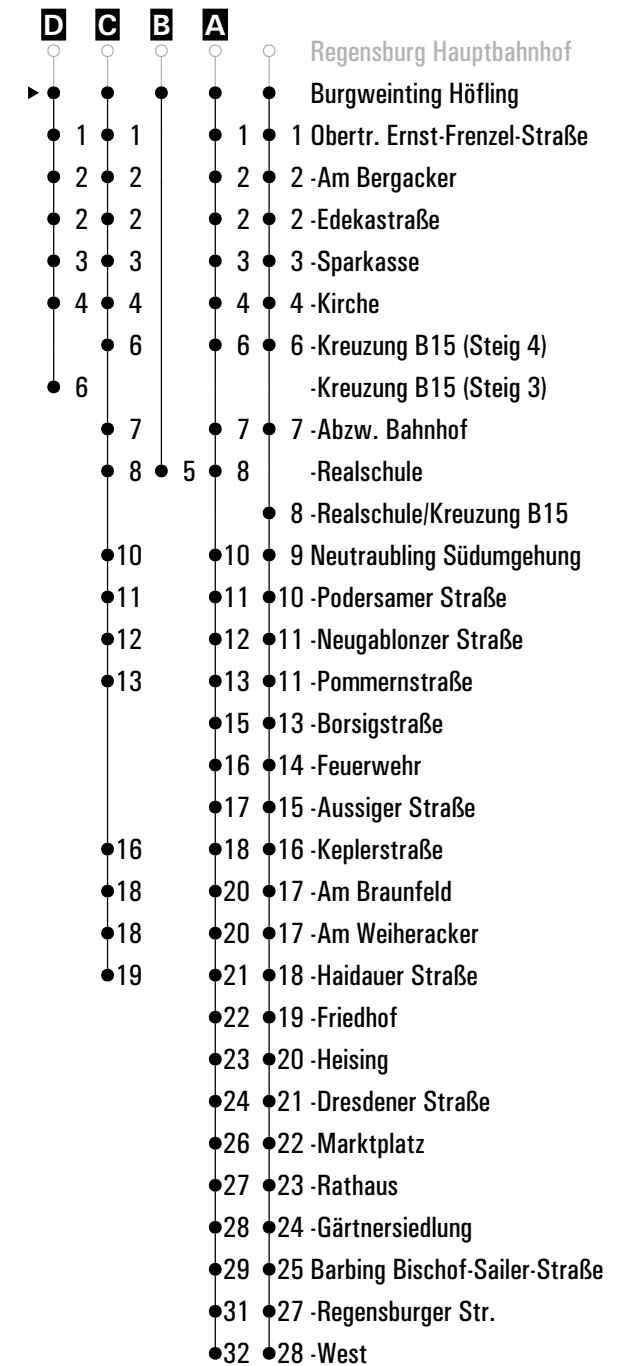 D C B A
Regensburg Hauptbahnhof
Burgweinting Höfling
1 1 1 1 Obertr. Ernst-Frenzel-Straße
2 2 2 2 -Am Bergacker
2 2 2 2 -Edekastraße
3 3 3 3 -Sparkasse
4 4 4 4 -Kirche
6 6 6 -Kreuzung B15 (Steig 4)
6 -Kreuzung B15 (Steig 3)
7 7 7 -Abzw. Bahnhof
8 5 8 -Realschule
8 -Realschule/Kreuzung B15
10 10 9 Neutraubling Südumgehung
11 11 10 -Podersamer Straße
12 12 11 -Neugablonzer Straße
13 13 11 -Pommernstraße
15 13 -Borsigstraße
16 14 -Feuerwehr
17 15 -Aussiger Straße
16 18 16 -Keplerstraße
18 20 17 -Am Braunfeld
18 20 17 -Am Weiheracker
19 21 18 -Haidauer Straße
22 19 -Friedhof
23 20 -Heising
24 21 -Dresdener Straße
26 22 -Marktplatz
27 23 -Rathaus
28 24 -Gärtnersiedlung
29 25 Barbing Bischof-Sailer-Straße
31 27 -Regensburger Str.
32 28 -West